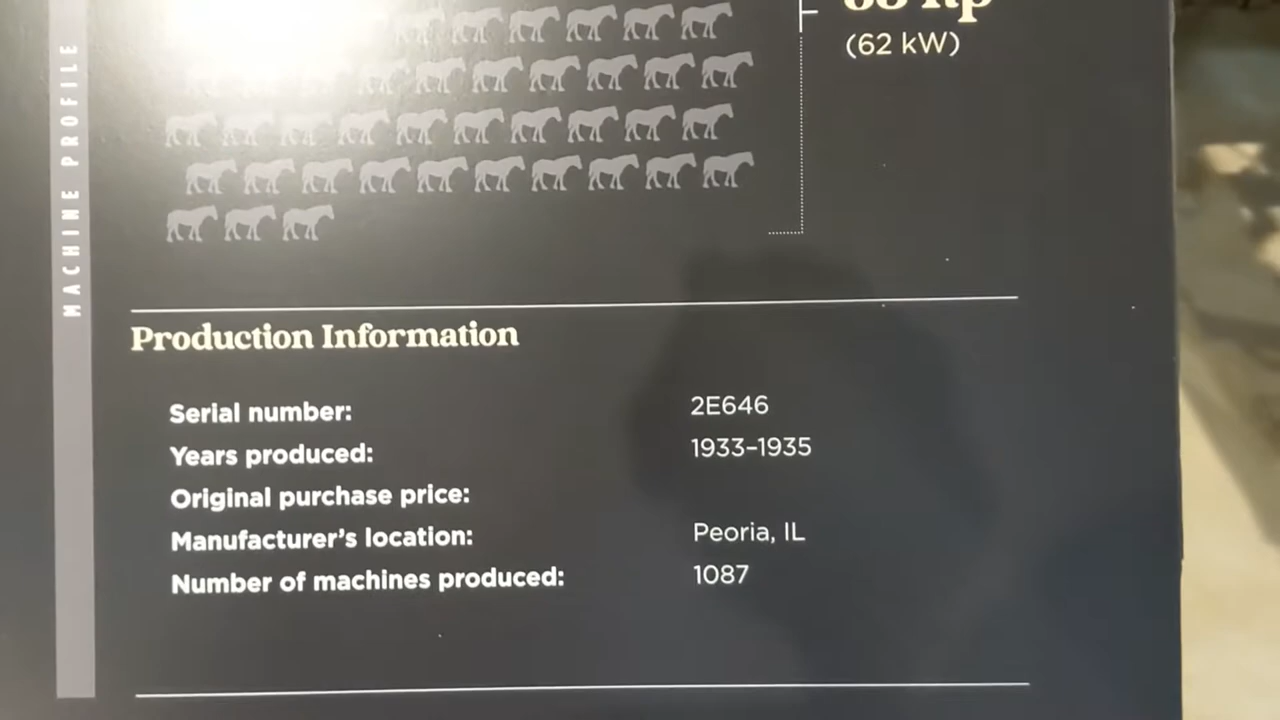 MACHINE PROFILE
(62 kW)
Production Information
Serial number: 2E646
Years produced: 1933–1935
Original purchase price:
Manufacturer's location: Peoria, IL
Number of machines produced: 1087